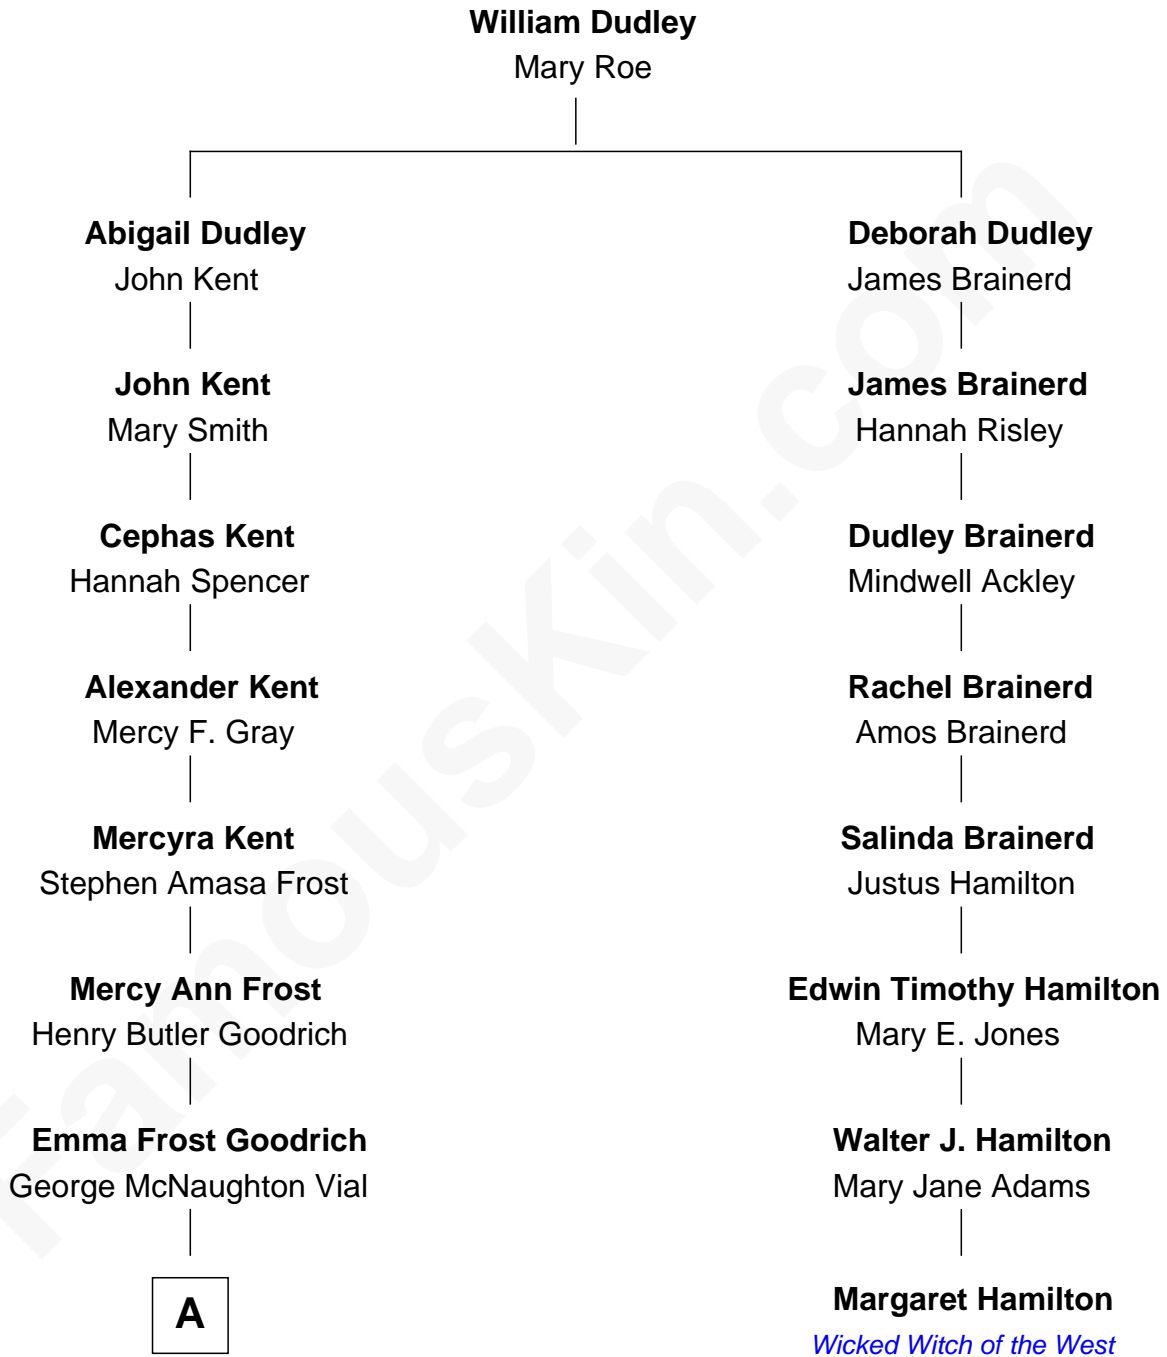 William Dudley
Mary Roe
Abigail Dudley
John Kent
Deborah Dudley
James Brainerd
John Kent
Mary Smith
James Brainerd
Hannah Risley
Cephas Kent
Hannah Spencer
Dudley Brainerd
Mindwell Ackley
Alexander Kent
Mercy F. Gray
Rachel Brainerd
Amos Brainerd
Mercyra Kent
Stephen Amasa Frost
Salinda Brainerd
Justus Hamilton
Mercy Ann Frost
Henry Butler Goodrich
Edwin Timothy Hamilton
Mary E. Jones
Emma Frost Goodrich
George McNaughton Vial
Walter J. Hamilton
Mary Jane Adams
A
Margaret Hamilton
Wicked Witch of the West
FamousKin.com